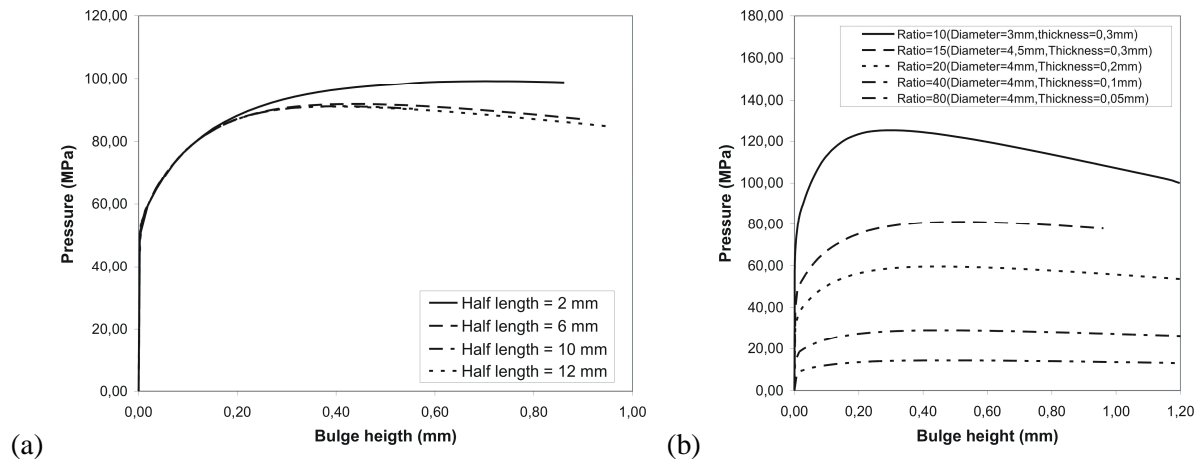 120,00
100,00
80,00
60,00
40,00
20,00
0,00
Pressure (MPa)
Half length = 2 mm
Half length = 6 mm
Half length = 10 mm
Half length = 12 mm
0,00 0,20 0,40 0,60 0,80 1,00
Bulge heigth (mm)
(a)
180,00
160,00
140,00
120,00
100,00
80,00
60,00
40,00
20,00
0,00
Pressure (MPa)
Ratio=10(Diameter=3mm,thickness=0,3mm)
Ratio=15(Diameter=4,5mm,Thickness=0,3mm)
Ratio=20(Diameter=4mm,Thickness=0,2mm)
Ratio=40(Diameter=4mm,Thickness=0,1mm)
Ratio=80(Diameter=4mm,Thickness=0,05mm)
0,00 0,20 0,40 0,60 0,80 1,00 1,20
Bulge height (mm)
(b)